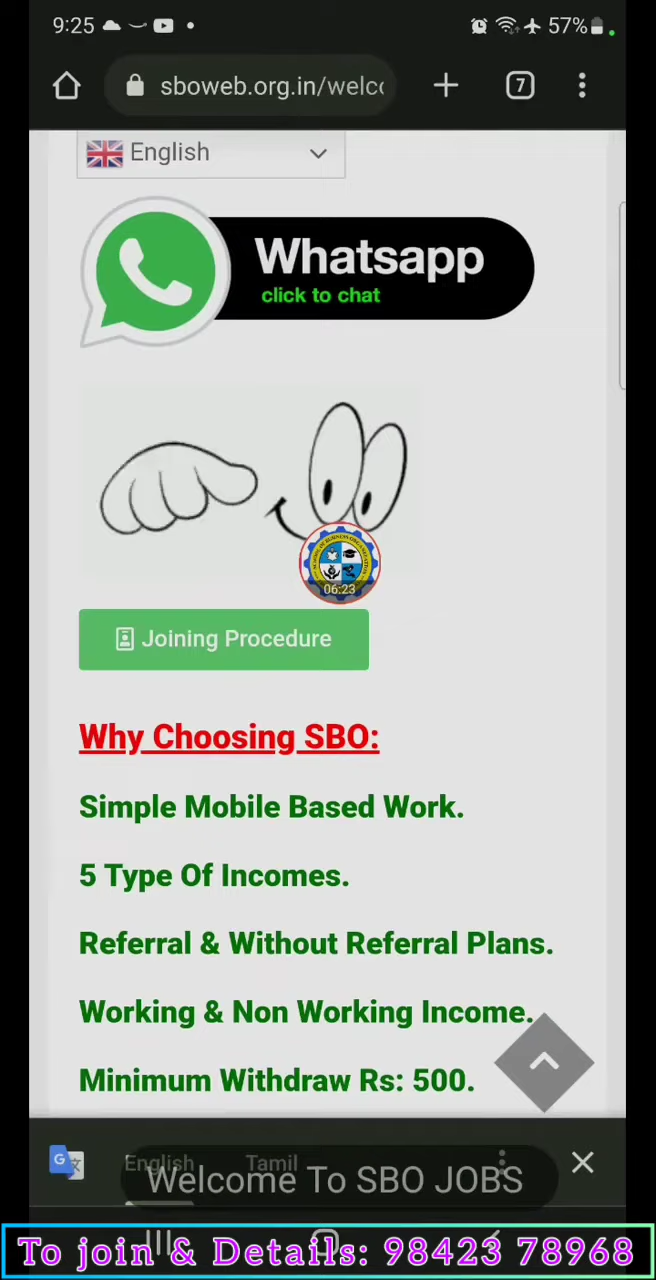 9:25
57%
sboweb.org.in/welc
7
English
Whatsapp
click to chat
06:23
Joining Procedure
Why Choosing SBO:
Simple Mobile Based Work.
5 Type Of Incomes.
Referral & Without Referral Plans.
Working & Non Working Income.
Minimum Withdraw Rs: 500.
English Tamil
Welcome To SBO JOBS
To join & Details: 98423 78968